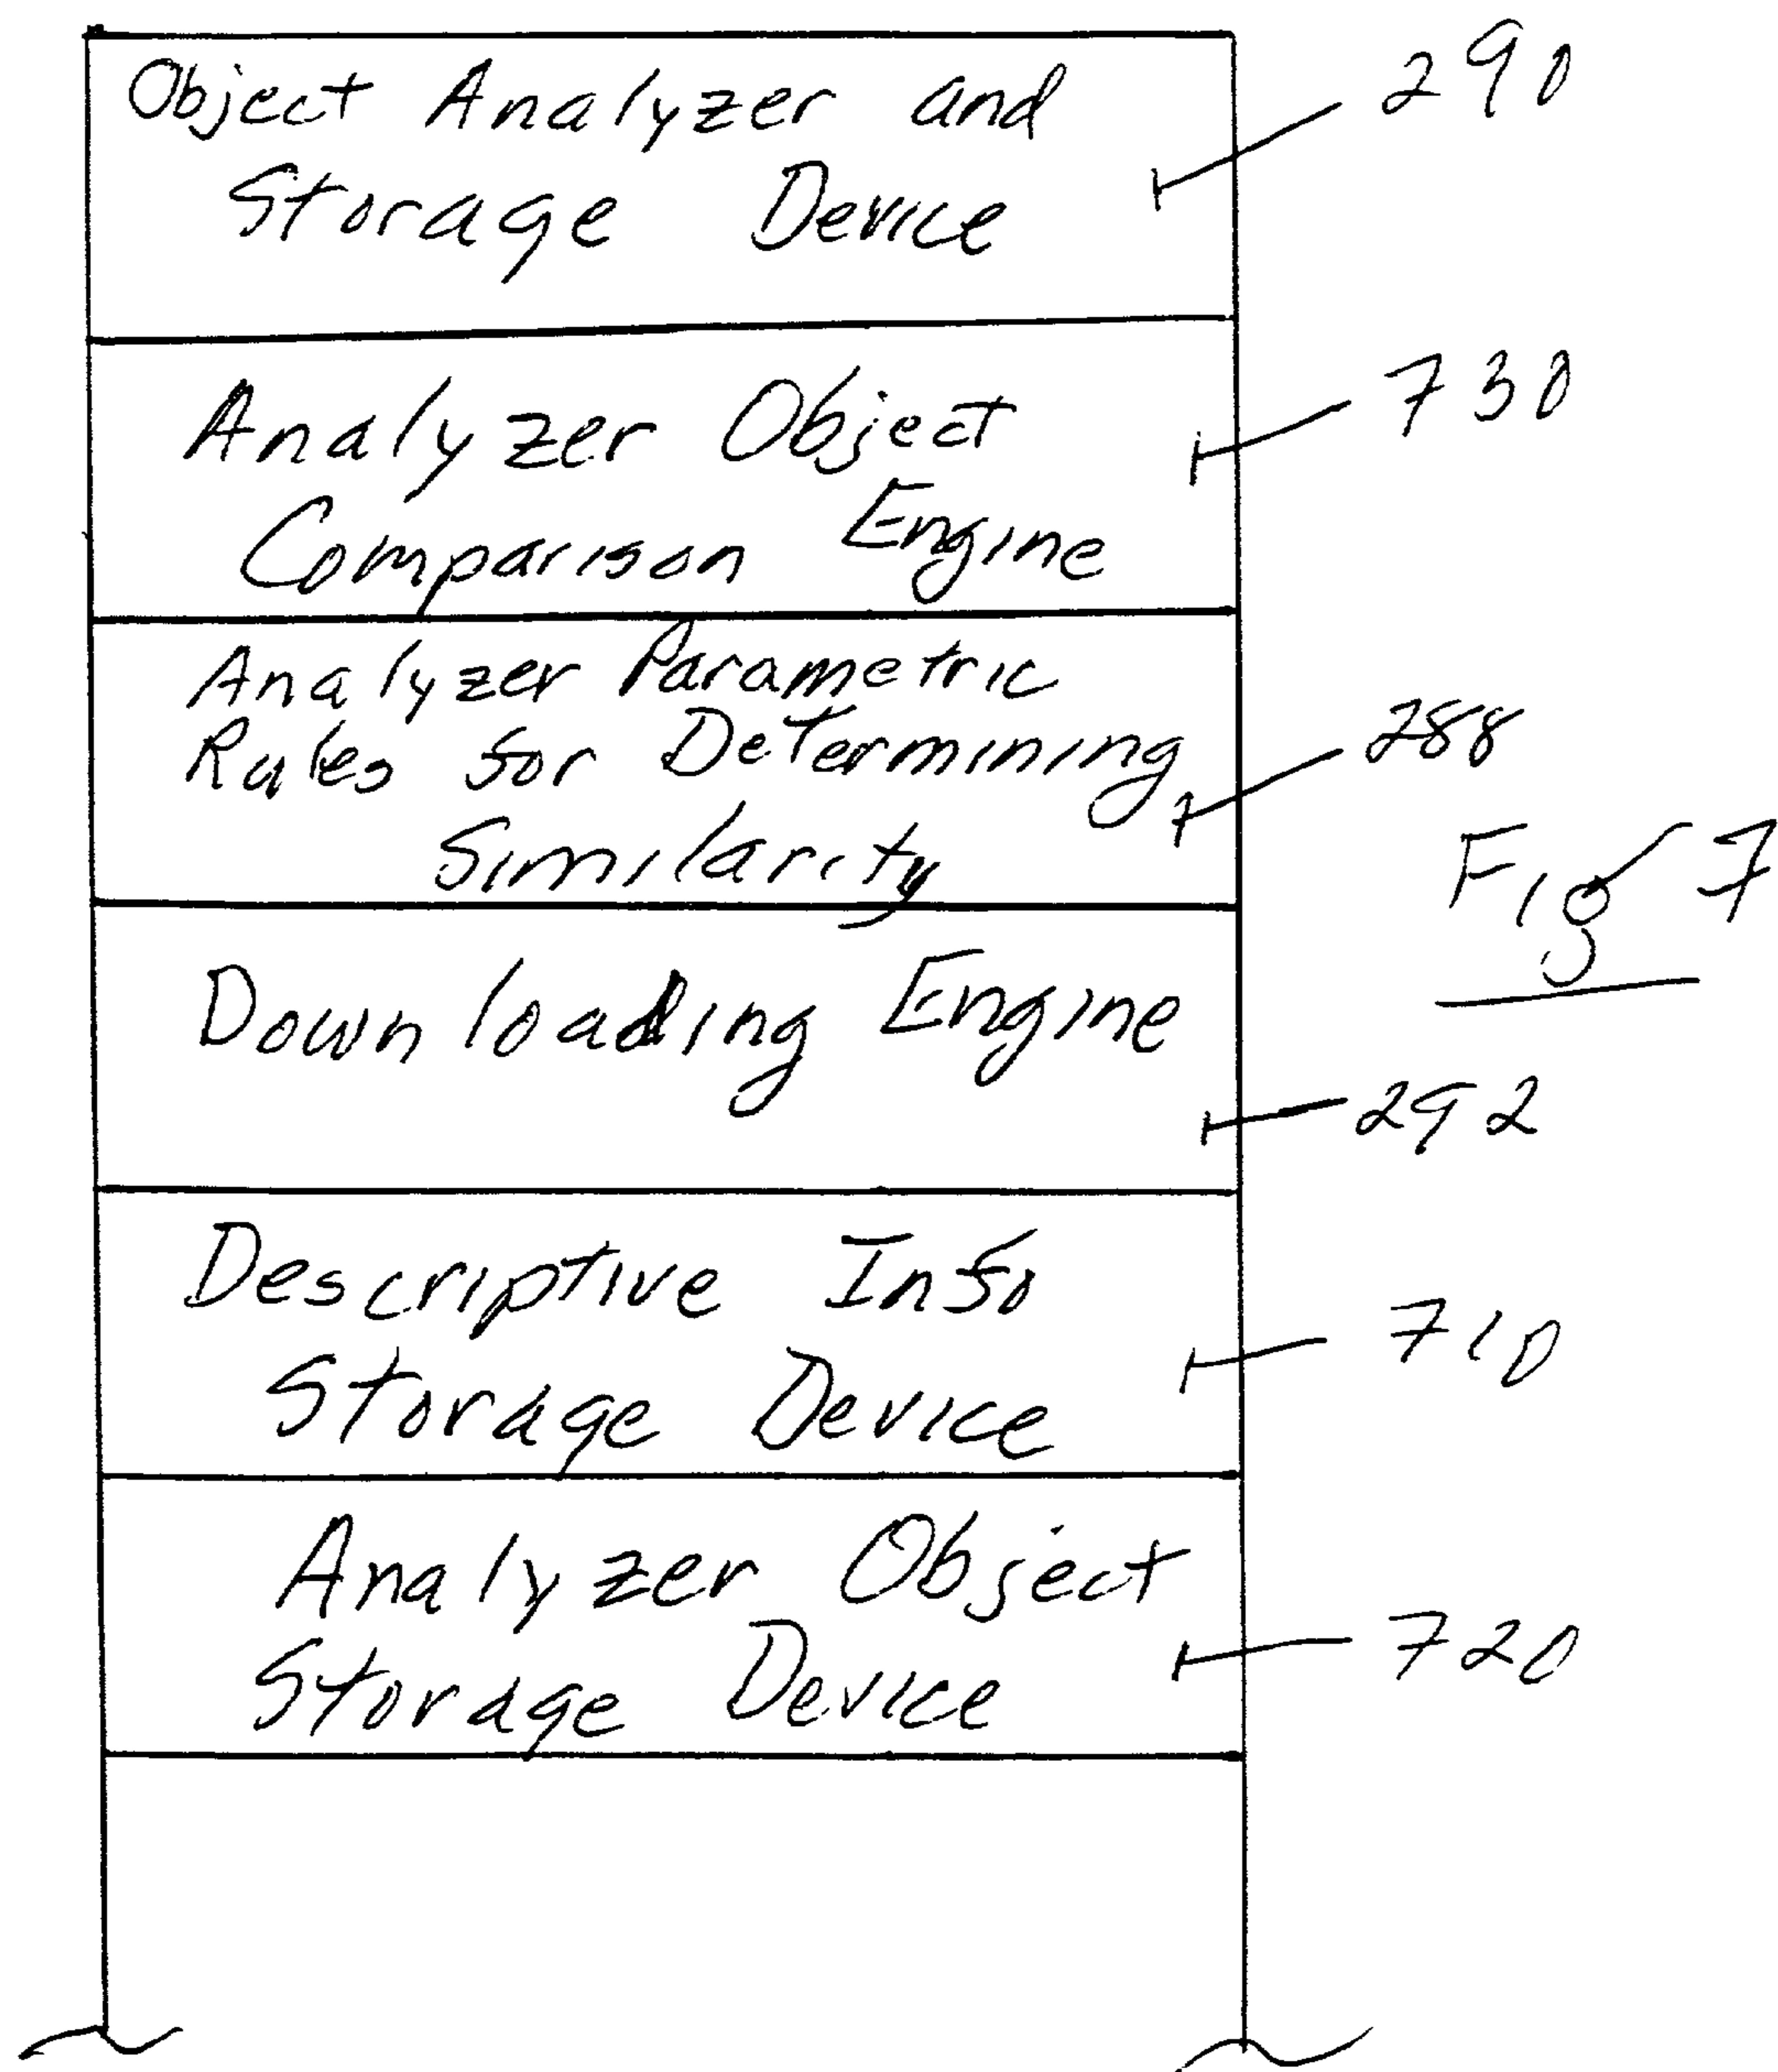 Object Analyzer and
Storage Device
290
Analyzer Object
Comparison Engine
730
Analyzer Parametric
Rules for Determining
Similarity
288
Fig 7
Downloading Engine
292
Descriptive Info
Storage Device
710
Analyzer Object
Storage Device
720